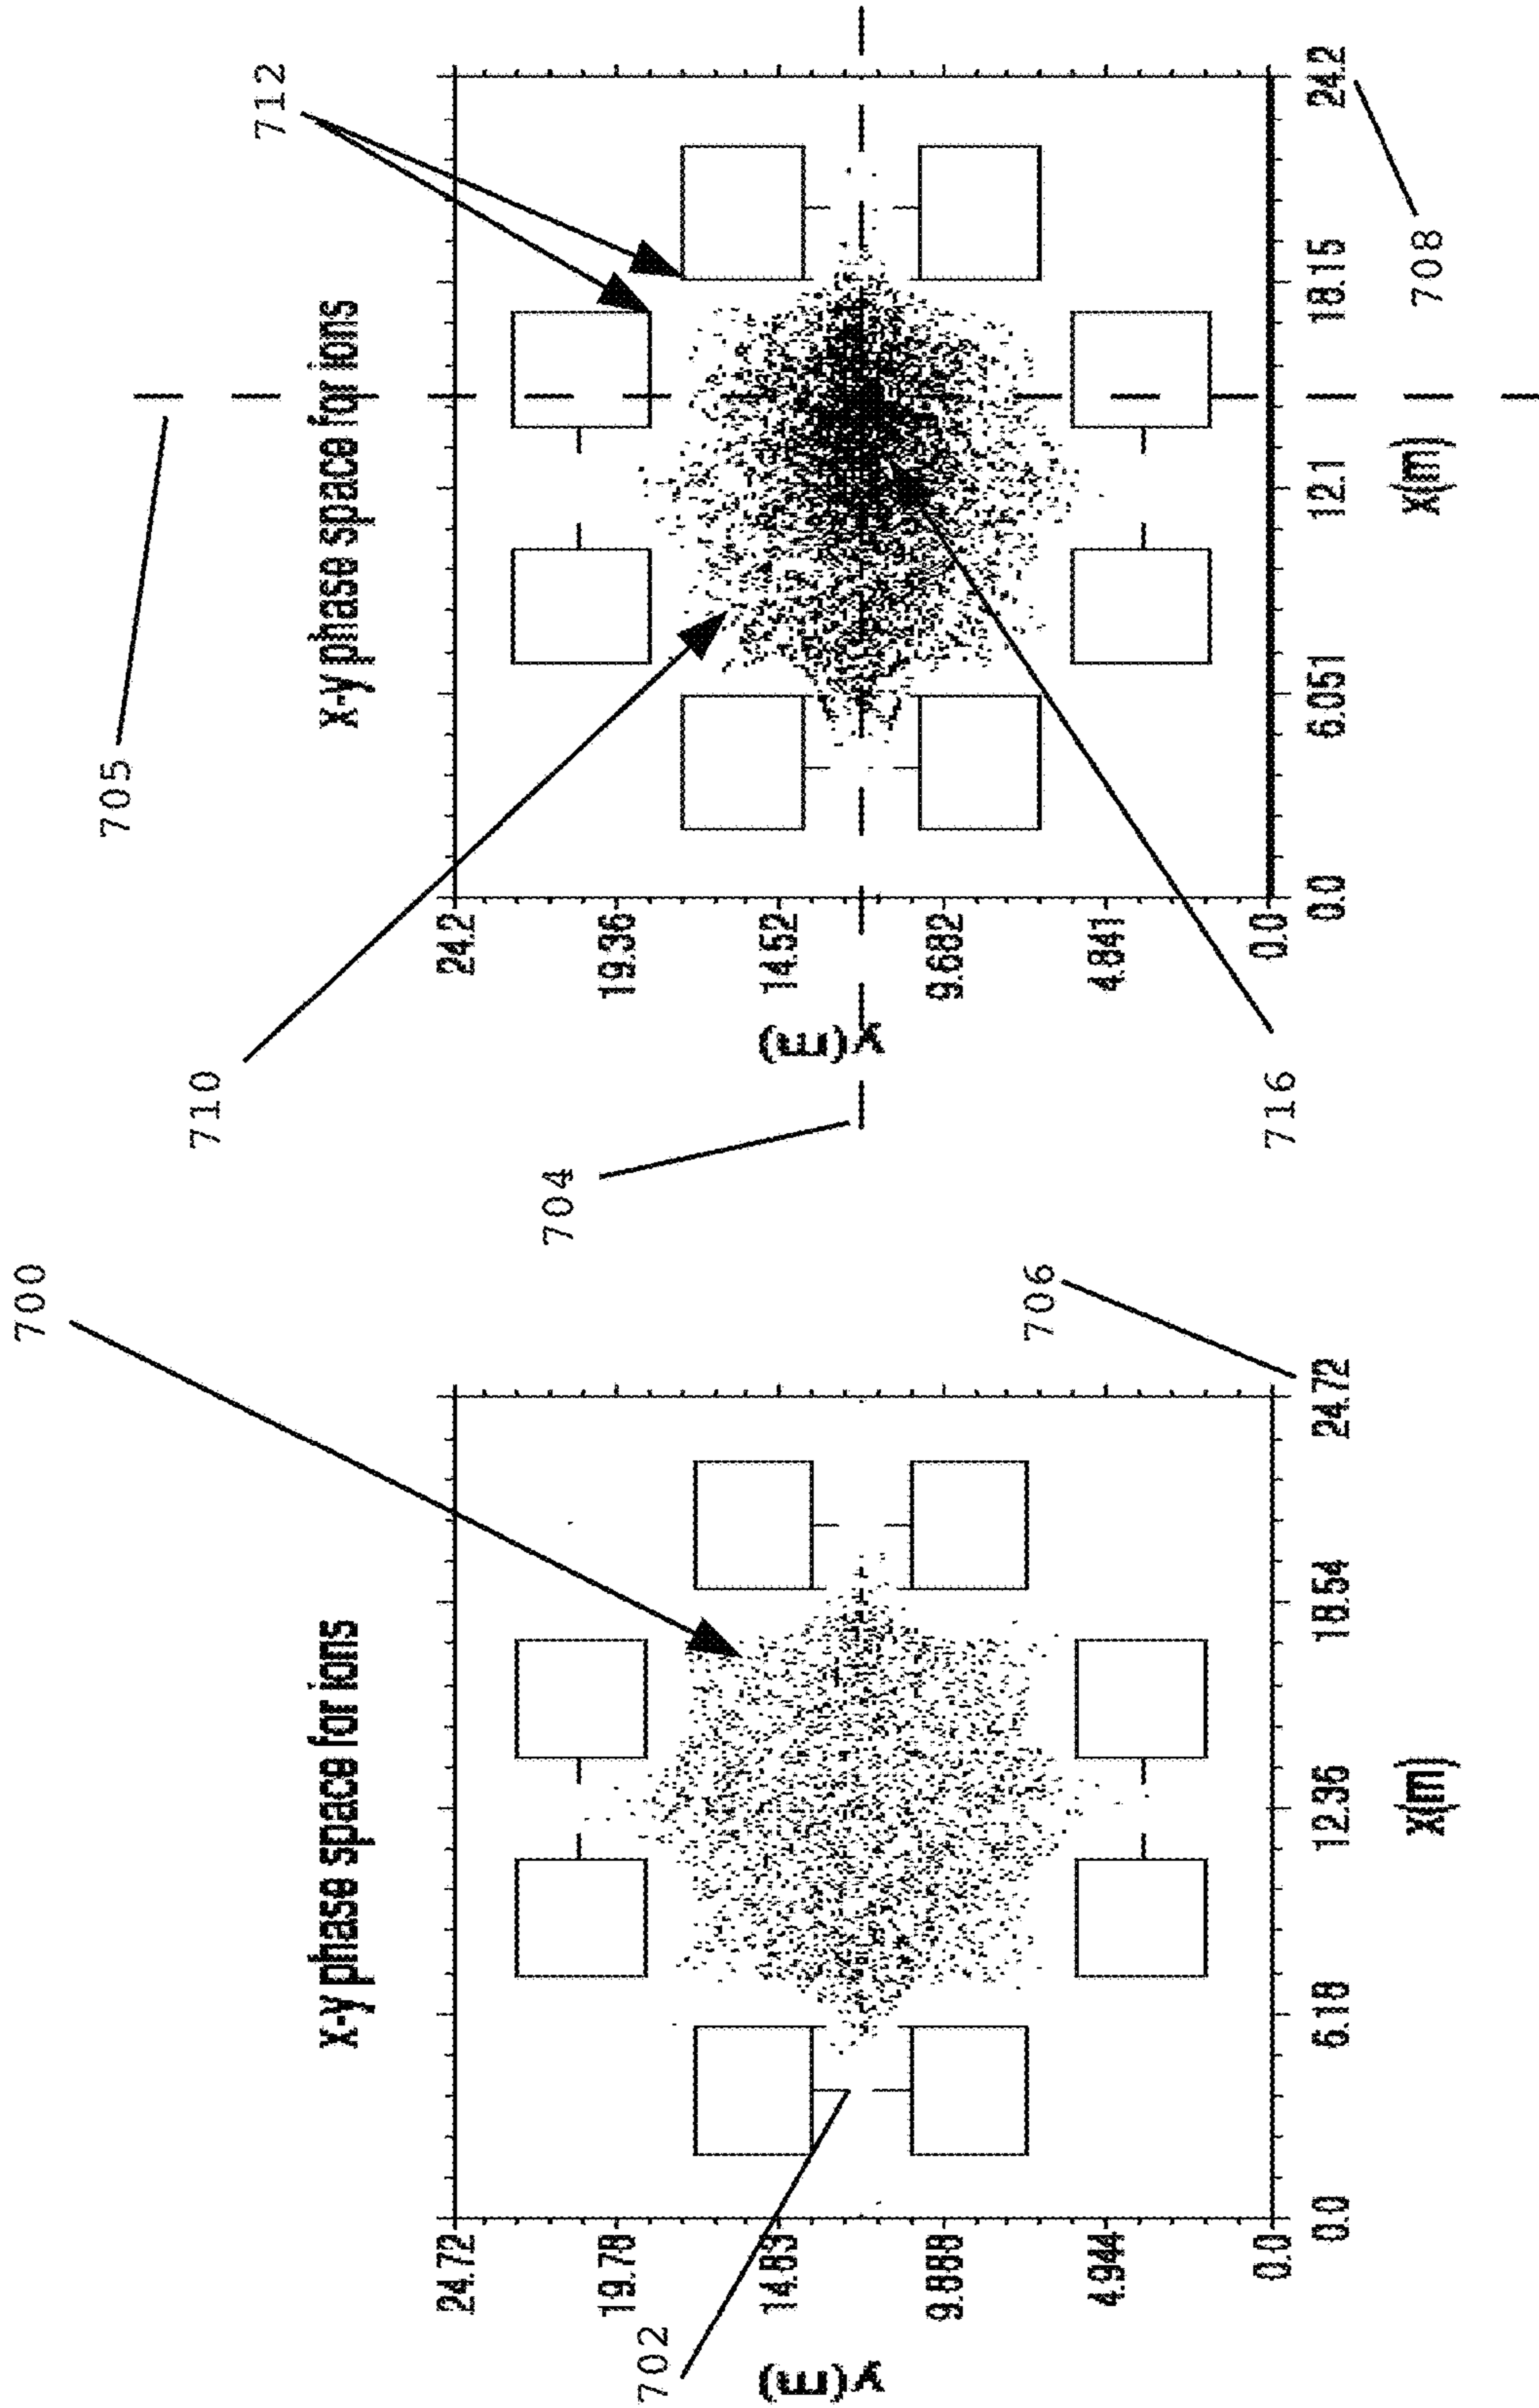 700
x-y phase space for ions
24.72
19.78
14.83
9.888
4.944
0.0
y(m)
702
0.0 6.18 12.36 18.54 24.72
x(m)
706
705
712
x-y phase space for ions
710
24.2
19.36
14.52
9.682
4.841
0.0
y(m)
704
716
0.0 6.051 12.1 18.15 24.2
x(m)
708